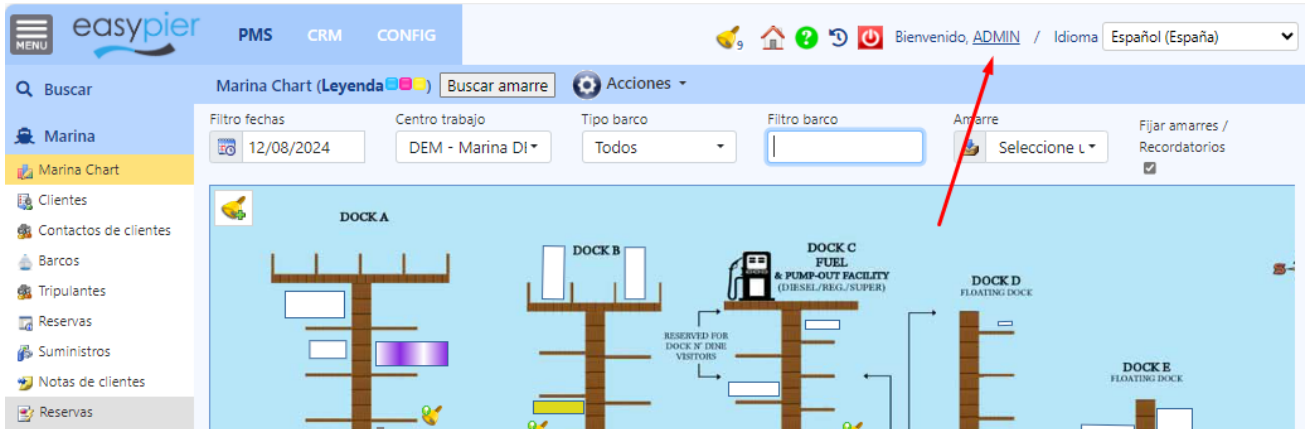 MENU
easypier
PMS CRM CONFIG
9
Bienvenido, ADMIN / Idioma Español (España)
Buscar
Marina Chart (Leyenda ) Buscar amarre Acciones
Marina
Filtro fechas
Centro trabajo
Tipo barco
Filtro barco
Amarre
Fijar amarres / Recordatorios
12/08/2024
DEM - Marina DI
Todos
Seleccione u
Marina Chart
Clientes
Contactos de clientes
Barcos
Tripulantes
Reservas
Suministros
Notas de clientes
Reservas
DOCK A
DOCK B
DOCK C
FUEL
& PUMP-OUT FACILITY
(DIESEL/REG./SUPER)
DOCK D
FLOATING DOCK
RESERVED FOR
DOCK N' DINE
VISITORS
DOCK E
FLOATING DOCK